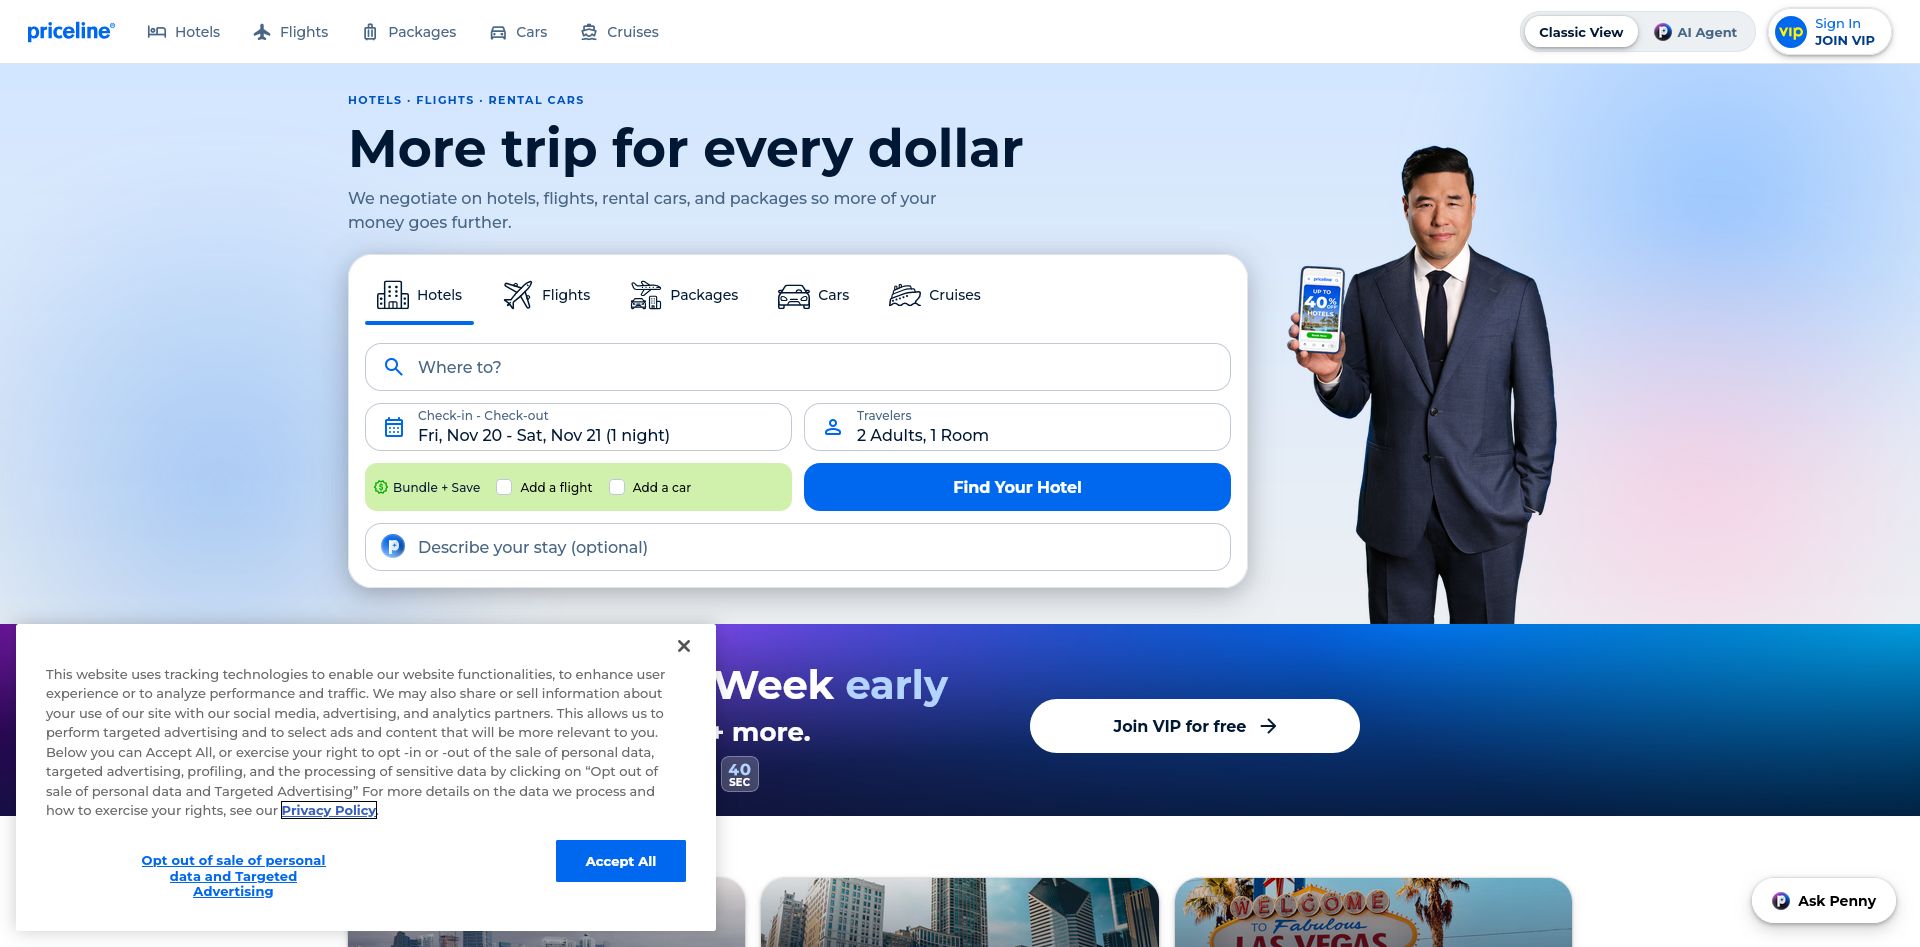 priceline
Hotels
Flights
Packages
Cars
Cruises
Classic View
AI Agent
VIP
Sign In
JOIN VIP
HOTELS · FLIGHTS · RENTAL CARS
More trip for every dollar
We negotiate on hotels, flights, rental cars, and packages so more of your
money goes further.
Hotels
Flights
Packages
Cars
Cruises
Where to?
Check-in - Check-out
Fri, Nov 20 - Sat, Nov 21 (1 night)
Travelers
2 Adults, 1 Room
Bundle + Save
Add a flight
Add a car
Find Your Hotel
Describe your stay (optional)
priceline
UP TO
40% OFF
HOTELS
Week early
+ more.
40
SEC
Join VIP for free
This website uses tracking technologies to enable our website functionalities, to enhance user
experience or to analyze performance and traffic. We may also share or sell information about
your use of our site with our social media, advertising, and analytics partners. This allows us to
perform targeted advertising and to select ads and content that will be more relevant to you.
Below you can Accept All, or exercise your right to opt -in or -out of the sale of personal data,
targeted advertising, profiling, and the processing of sensitive data by clicking on “Opt out of
sale of personal data and Targeted Advertising” For more details on the data we process and
how to exercise your rights, see our Privacy Policy.
Opt out of sale of personal
data and Targeted
Advertising
Accept All
WELCOME
TO Fabulous
LAS VEGAS
Ask Penny